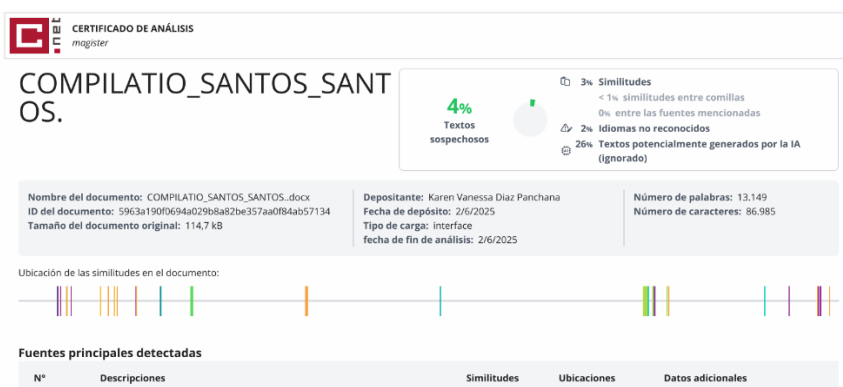 CERTIFICADO DE ANÁLISIS
magister
.net
COMPILATIO_SANTOS_SANT
OS.
4%
Textos
sospechosos
3% Similitudes
< 1% similitudes entre comillas
0% entre las fuentes mencionadas
2% Idiomas no reconocidos
26% Textos potencialmente generados por la IA
(ignorado)
Nombre del documento: COMPILATIO_SANTOS_SANTOS..docx
ID del documento: 5963a190f0694a029b8a82be357aa0f84ab57134
Tamaño del documento original: 114,7 kB
Depositante: Karen Vanessa Diaz Panchana
Fecha de depósito: 2/6/2025
Tipo de carga: interface
fecha de fin de análisis: 2/6/2025
Número de palabras: 13.149
Número de caracteres: 86.985
Ubicación de las similitudes en el documento:
Fuentes principales detectadas
N° Descripciones Similitudes Ubicaciones Datos adicionales